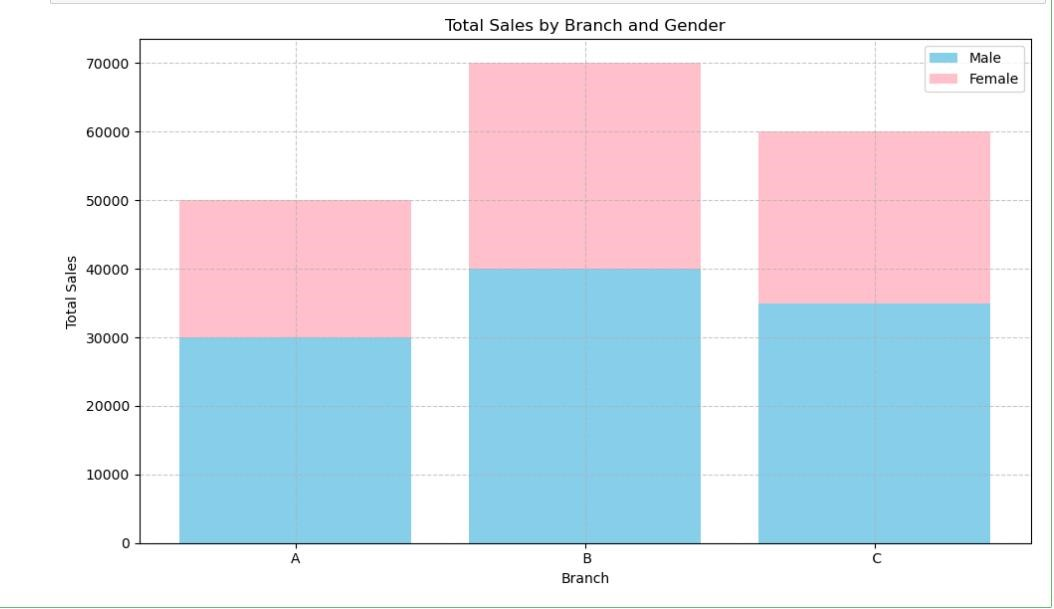 Total Sales by Branch and Gender
Male
Female
70000
60000
50000
40000
30000
20000
10000
0
Total Sales
A B C
Branch